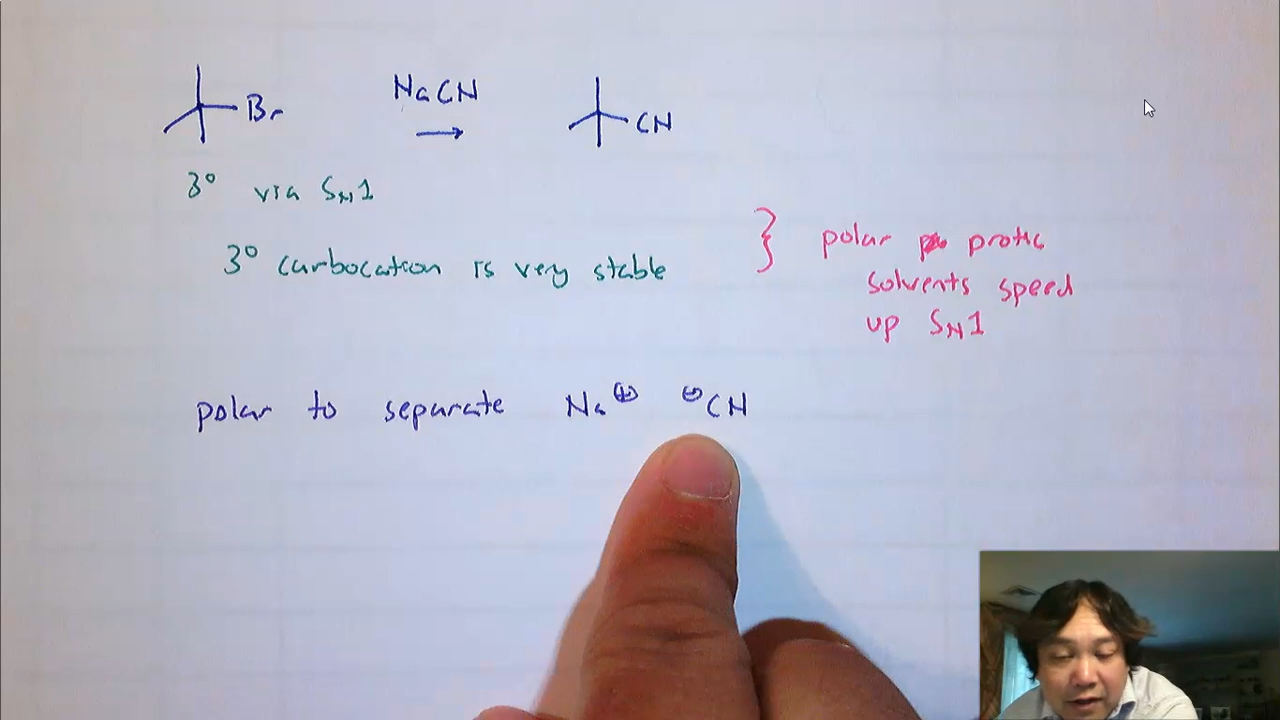 Br NaCN CN
→
3° via SN1
3° carbocation is very stable
} polar protic
solvents speed
up SN1
polar to separate Na⊕ ⊖CN